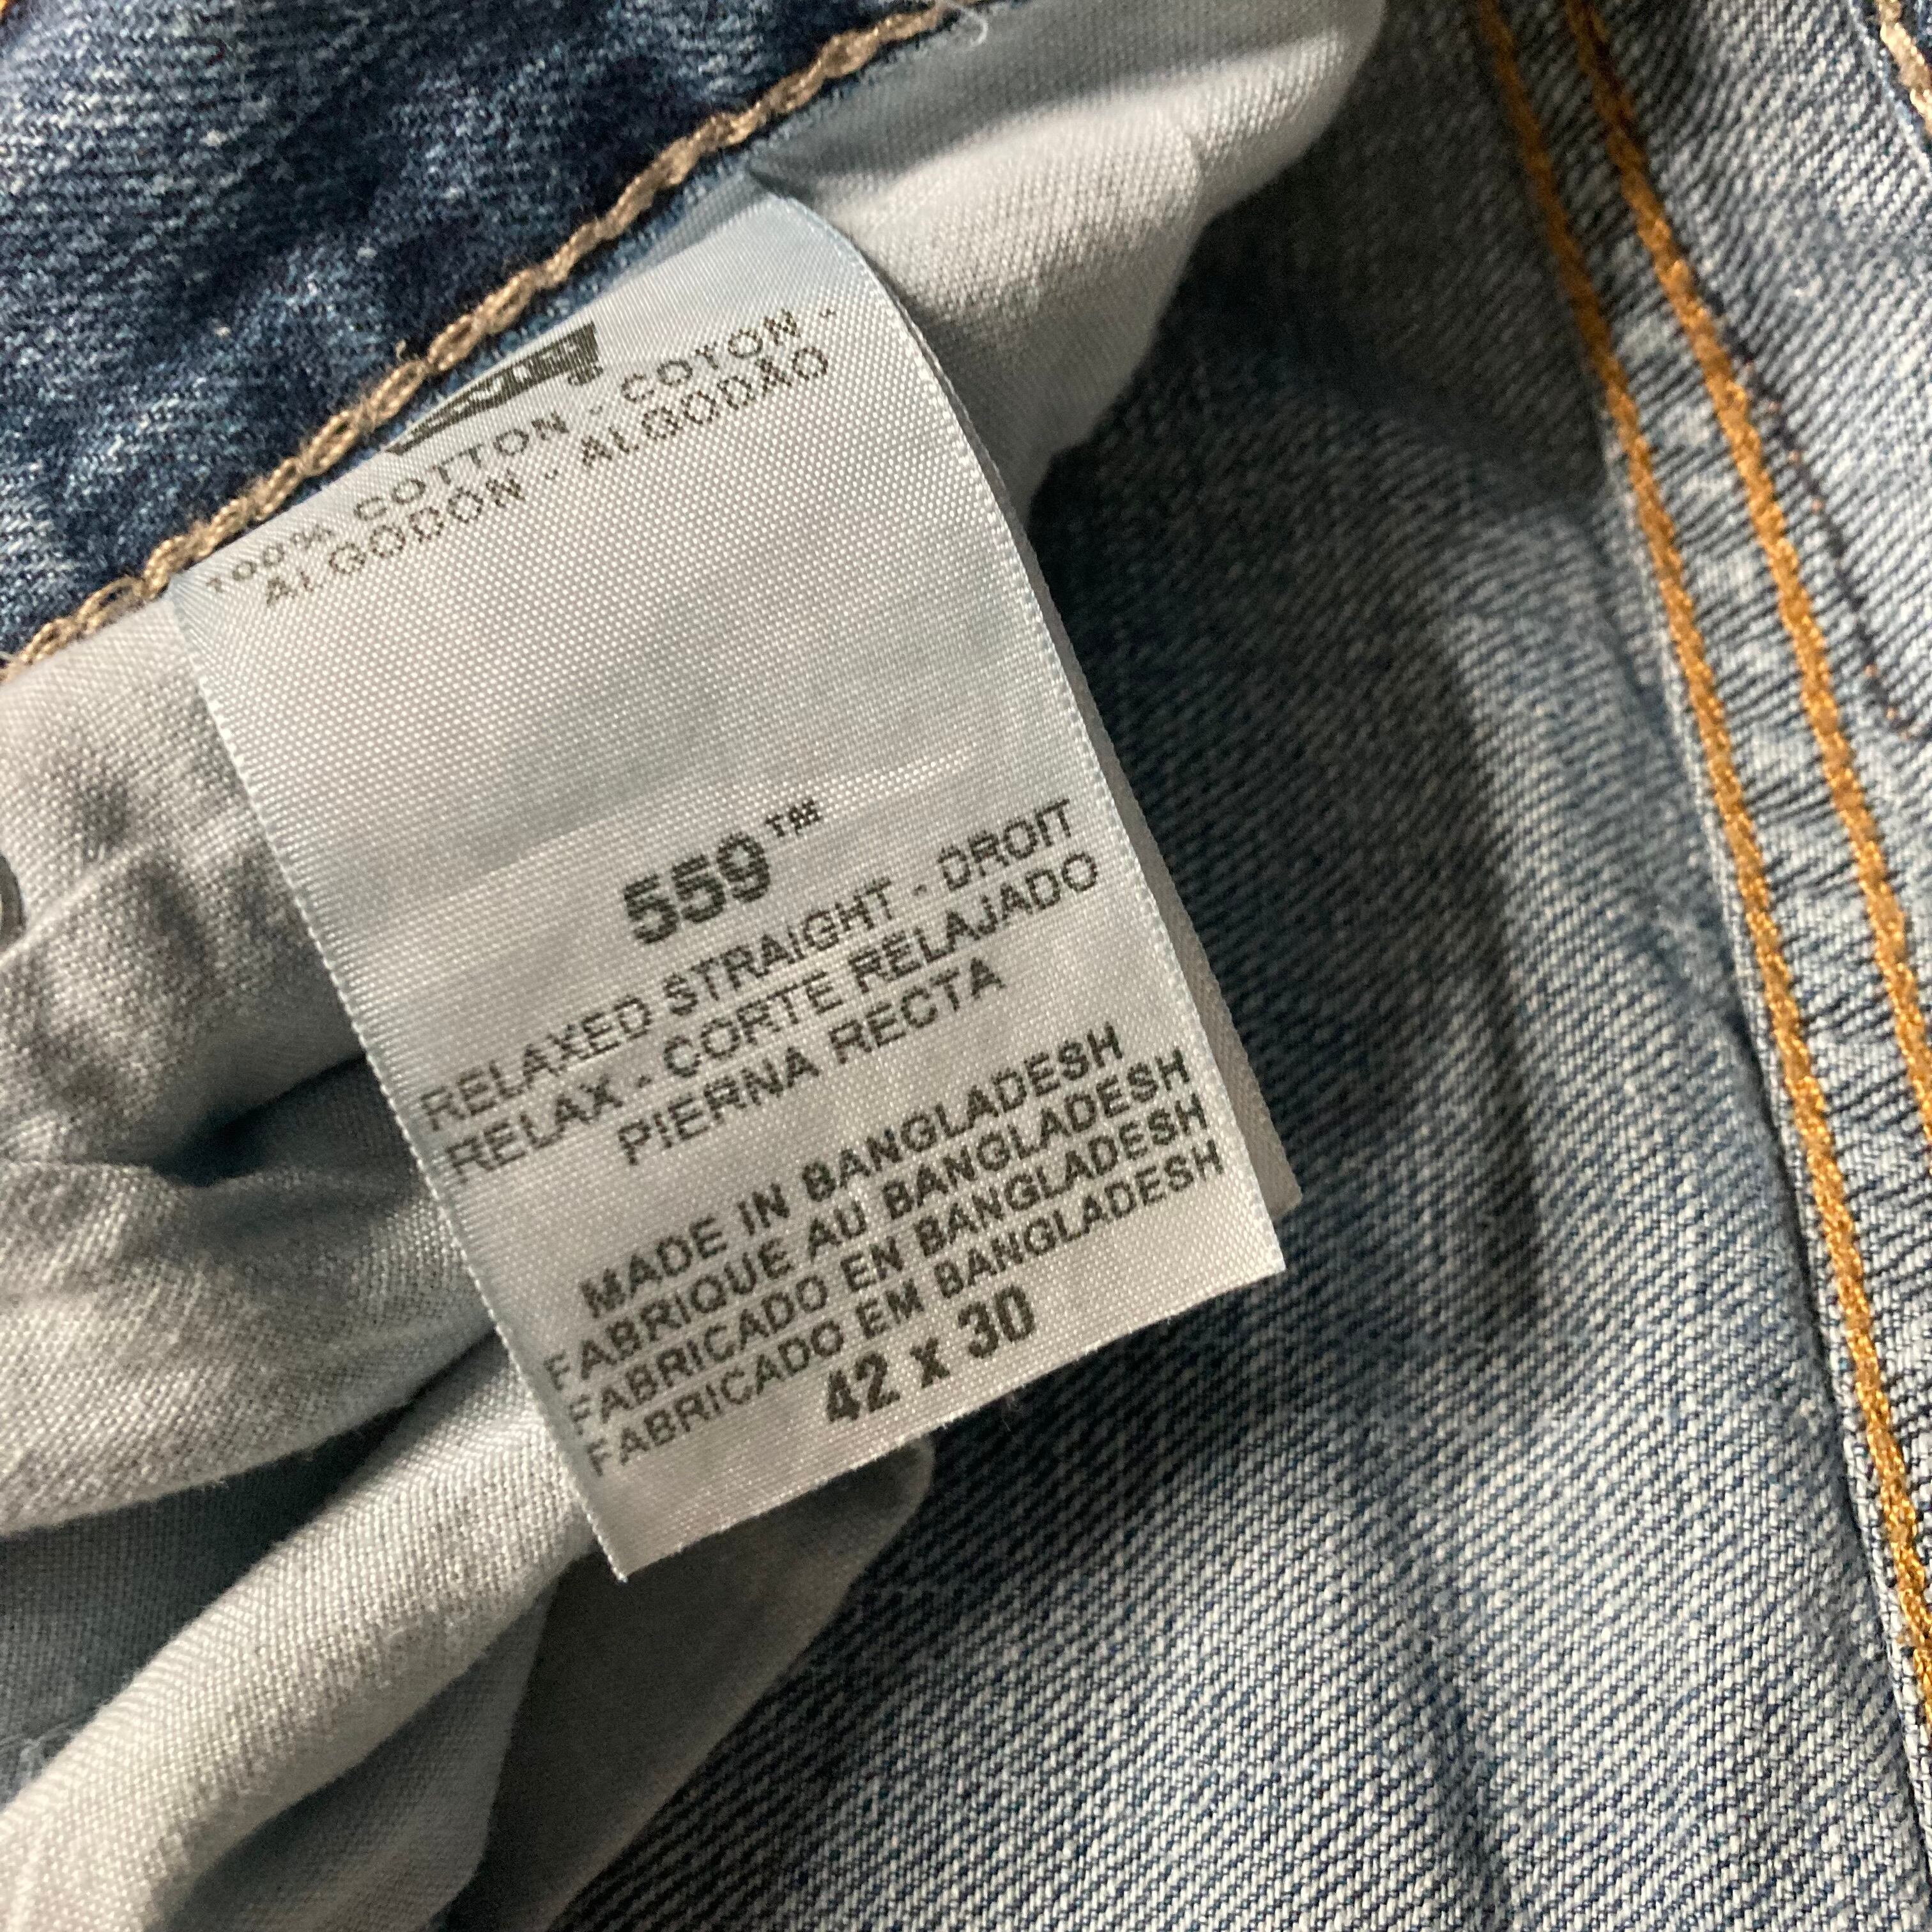 100% COTTON - COTON -
ALGODÓN - ALGODÃO
559™
RELAXED STRAIGHT - DROIT
RELAX - CORTE RELAJADO
PIERNA RECTA
MADE IN BANGLADESH
FABRIQUE AU BANGLADESH
FABRICADO EN BANGLADESH
FABRICADO EM BANGLADESH
42 x 30